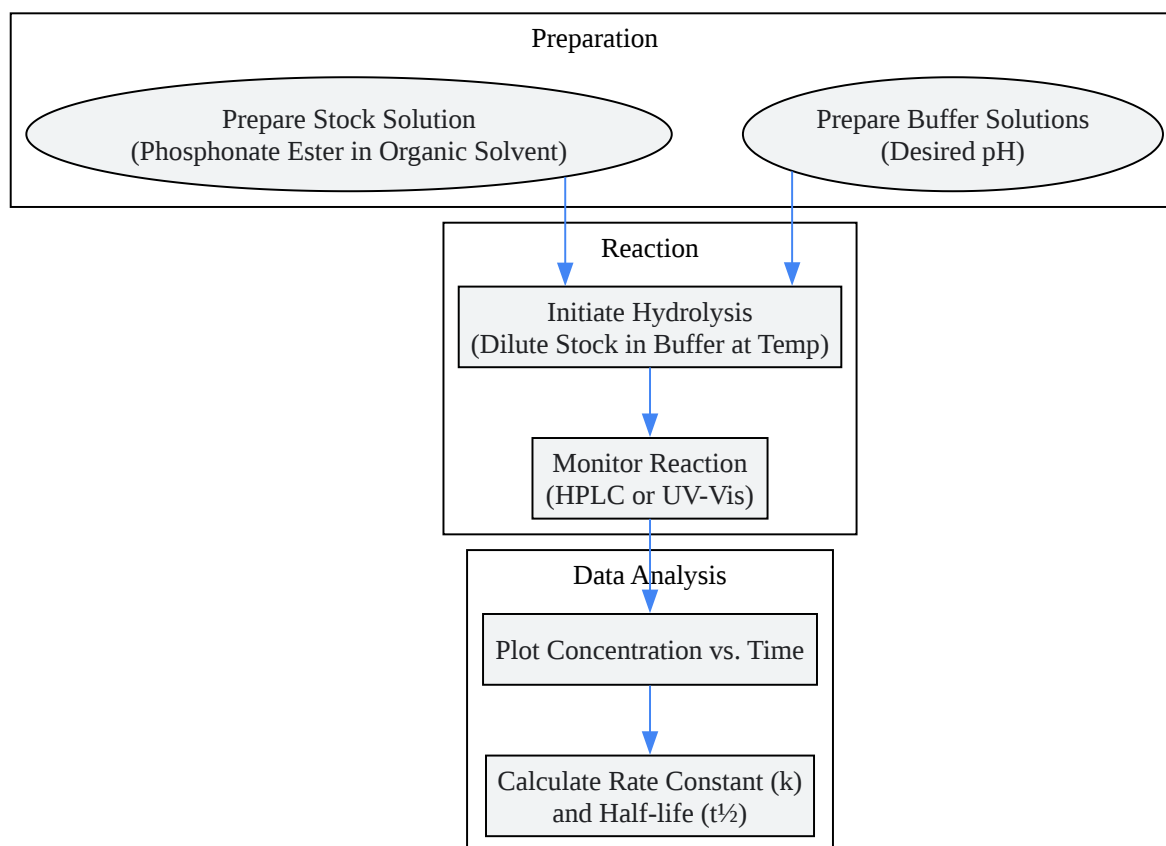 Preparation
Prepare Stock Solution
(Phosphonate Ester in Organic Solvent)
Prepare Buffer Solutions
(Desired pH)
Reaction
Initiate Hydrolysis
(Dilute Stock in Buffer at Temp)
Monitor Reaction
(HPLC or UV-Vis)
Data Analysis
Plot Concentration vs. Time
Calculate Rate Constant (k)
and Half-life (t½)